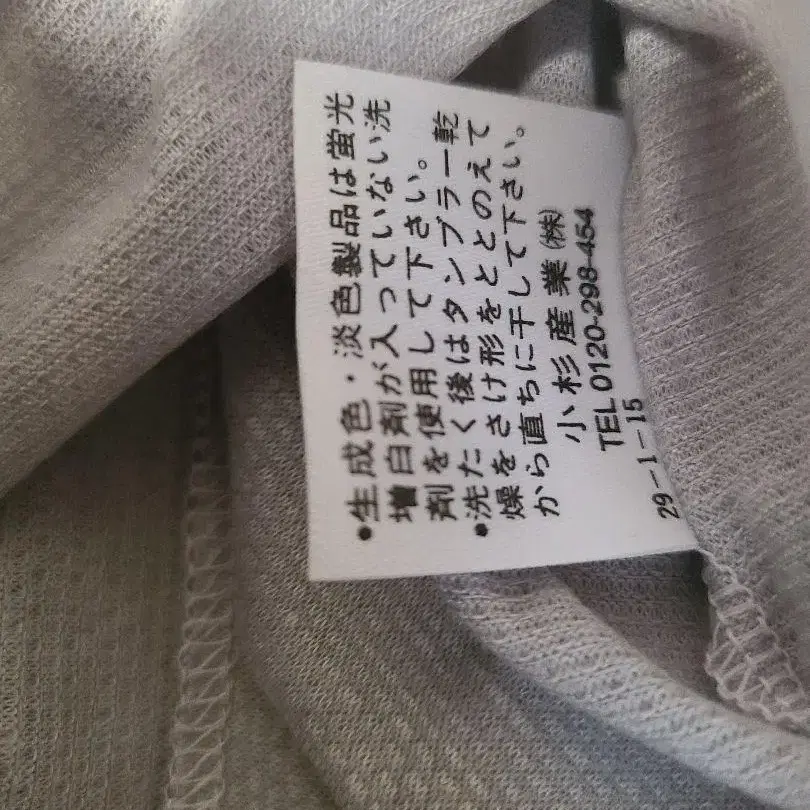 •生成色・淡色製品は蛍光
増白剤が入っていない洗
剤を使用して下さい。
•洗たく後はタンブラー乾
燥をさけ形をととのえて
から直ちに干して下さい。
小杉産業㈱
TEL 0120-298-454
29-1-15